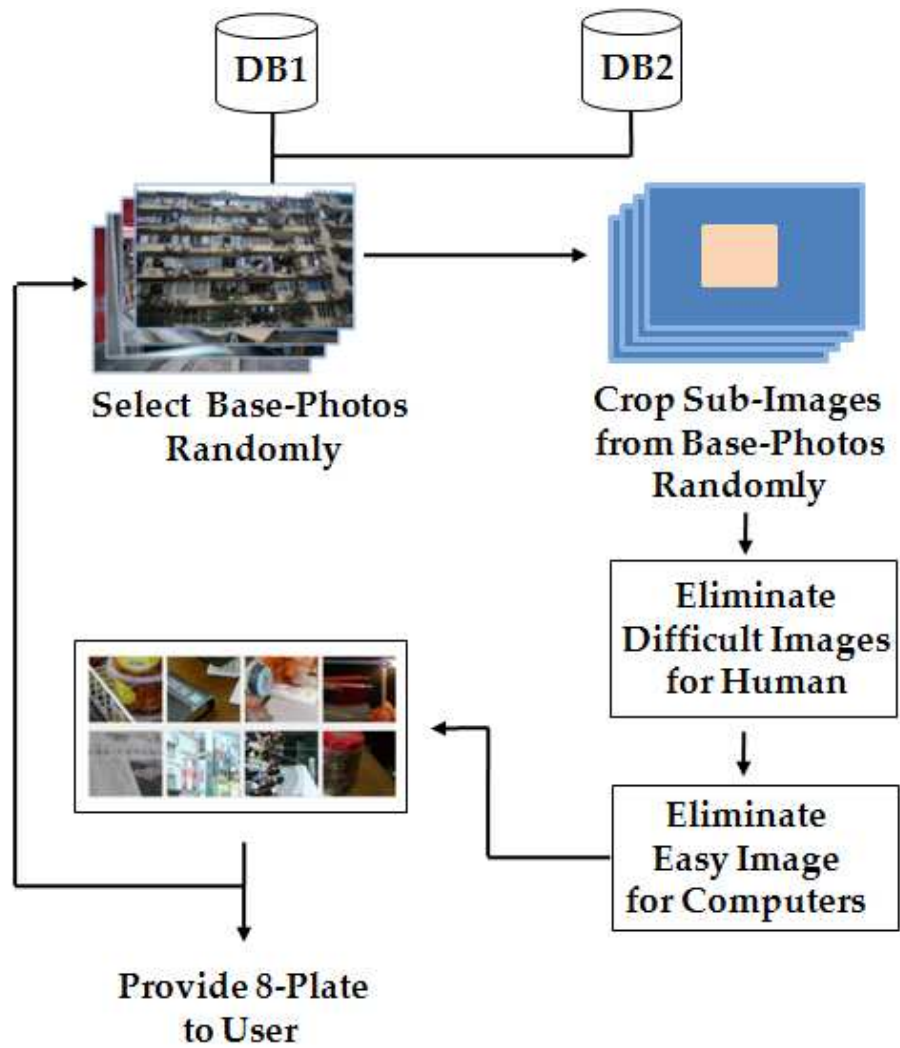 DB1
DB2
Select Base-Photos
Randomly
Crop Sub-Images
from Base-Photos
Randomly
Eliminate
Difficult Images
for Human
Eliminate
Easy Image
for Computers
Provide 8-Plate
to User